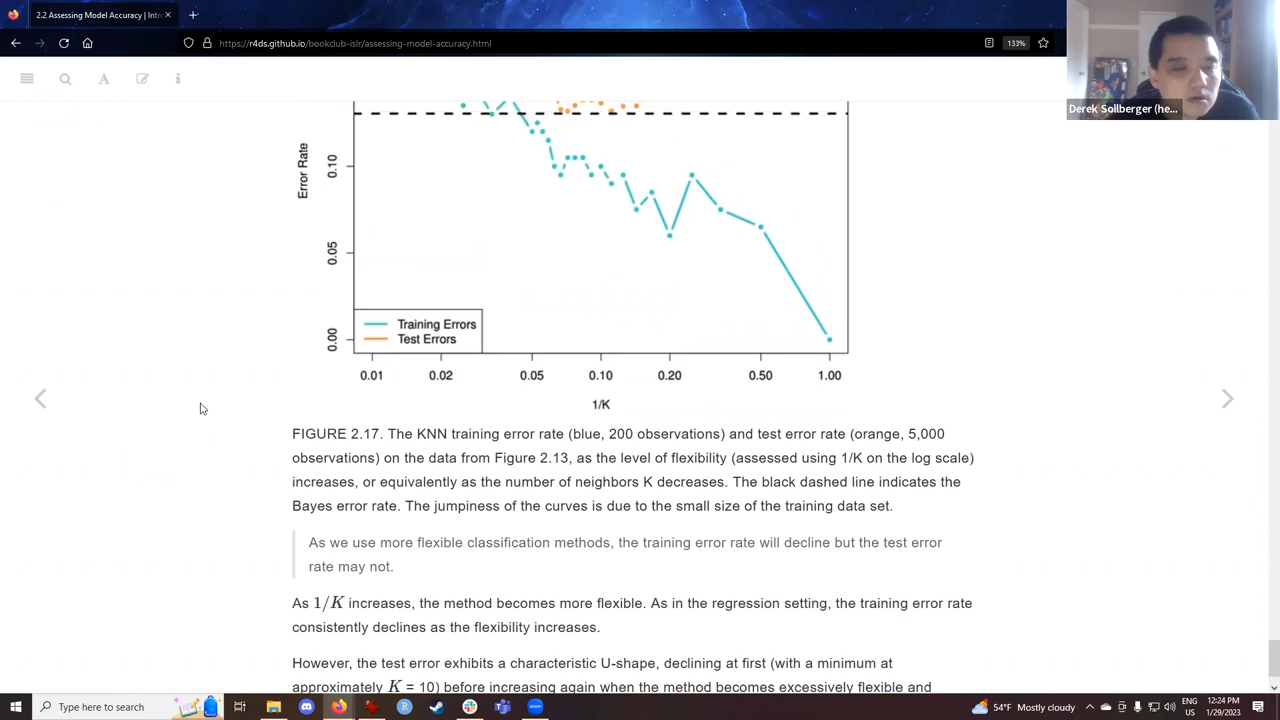 2.2 Assessing Model Accuracy | Intr
https://r4ds.github.io/bookclub-islr/assessing-model-accuracy.html
133%
Derek Sollberger (he...
Error Rate
0.10
0.05
0.00
Training Errors
Test Errors
0.01 0.02 0.05 0.10 0.20 0.50 1.00
1/K
FIGURE 2.17. The KNN training error rate (blue, 200 observations) and test error rate (orange, 5,000
observations) on the data from Figure 2.13, as the level of flexibility (assessed using 1/K on the log scale)
increases, or equivalently as the number of neighbors K decreases. The black dashed line indicates the
Bayes error rate. The jumpiness of the curves is due to the small size of the training data set.
As we use more flexible classification methods, the training error rate will decline but the test error
rate may not.
As 1/K increases, the method becomes more flexible. As in the regression setting, the training error rate
consistently declines as the flexibility increases.
However, the test error exhibits a characteristic U-shape, declining at first (with a minimum at
approximately K = 10) before increasing again when the method becomes excessively flexible and
Type here to search
54°F Mostly cloudy
ENG
US
12:24 PM
1/29/2023